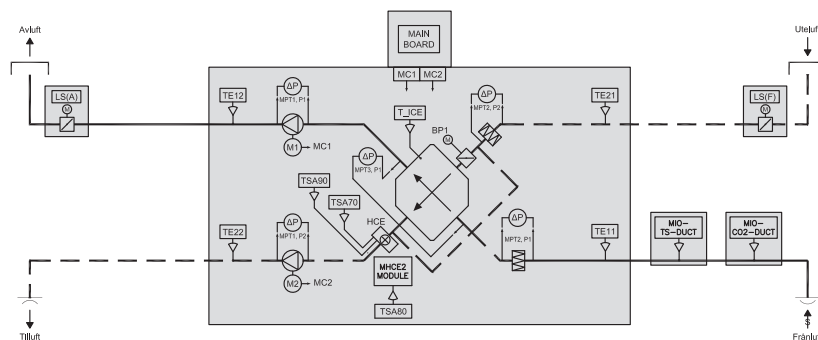 Avluft
MAIN
BOARD
Uteluft
MC1
MC2
LS(A)
M
TE12
ΔP
MPT1, P1
M1
MC1
T_ICE
ΔP
MPT2, P2
BP1
M
TE21
LS(F)
M
ΔP
MPT3, P1
TSA90
TSA70
HCE
TE22
ΔP
MPT1, P2
M2
MC2
MHCE2
MODULE
TSA80
ΔP
MPT2, P1
TE11
MIO-
TS-DUCT
MIO-
CO2-DUCT
Tilluft
Frånluft